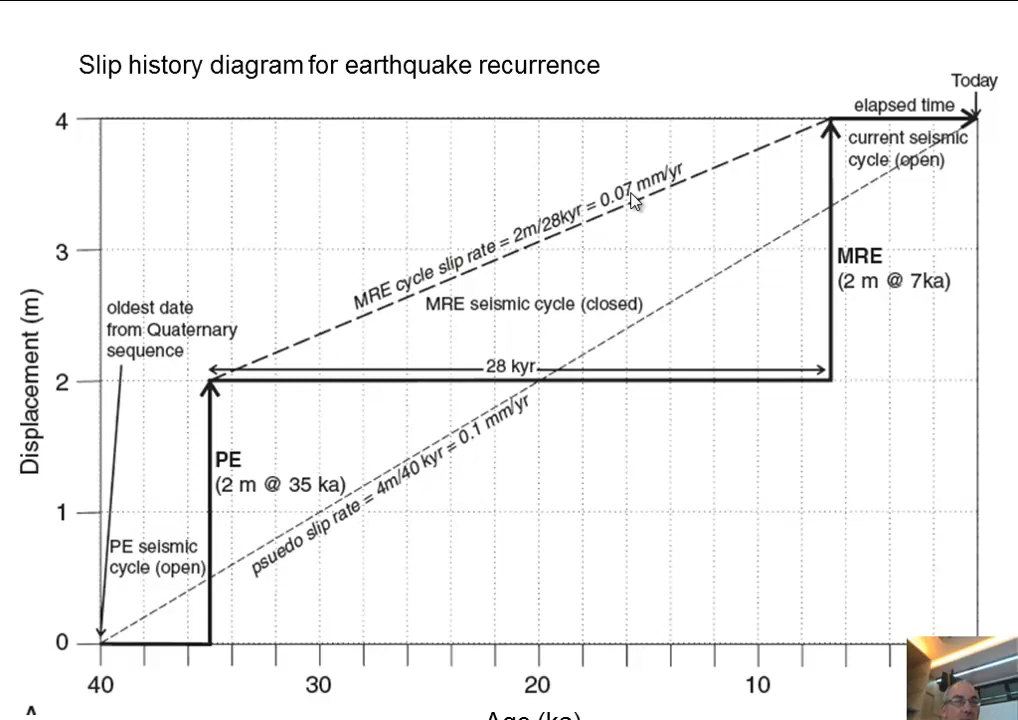 Slip history diagram for earthquake recurrence
Today
elapsed time
4
current seismic
cycle (open)
MRE cycle slip rate = 2m/28kyr = 0.07 mm/yr
3
MRE
(2 m @ 7ka)
oldest date
from Quaternary
sequence
MRE seismic cycle (closed)
Displacement (m)
28 kyr
2
PE
(2 m @ 35 ka)
psuedo slip rate = 4m/40 kyr = 0.1 mm/yr
1
PE seismic
cycle (open)
0
40
30
20
10
Age (ka)
A